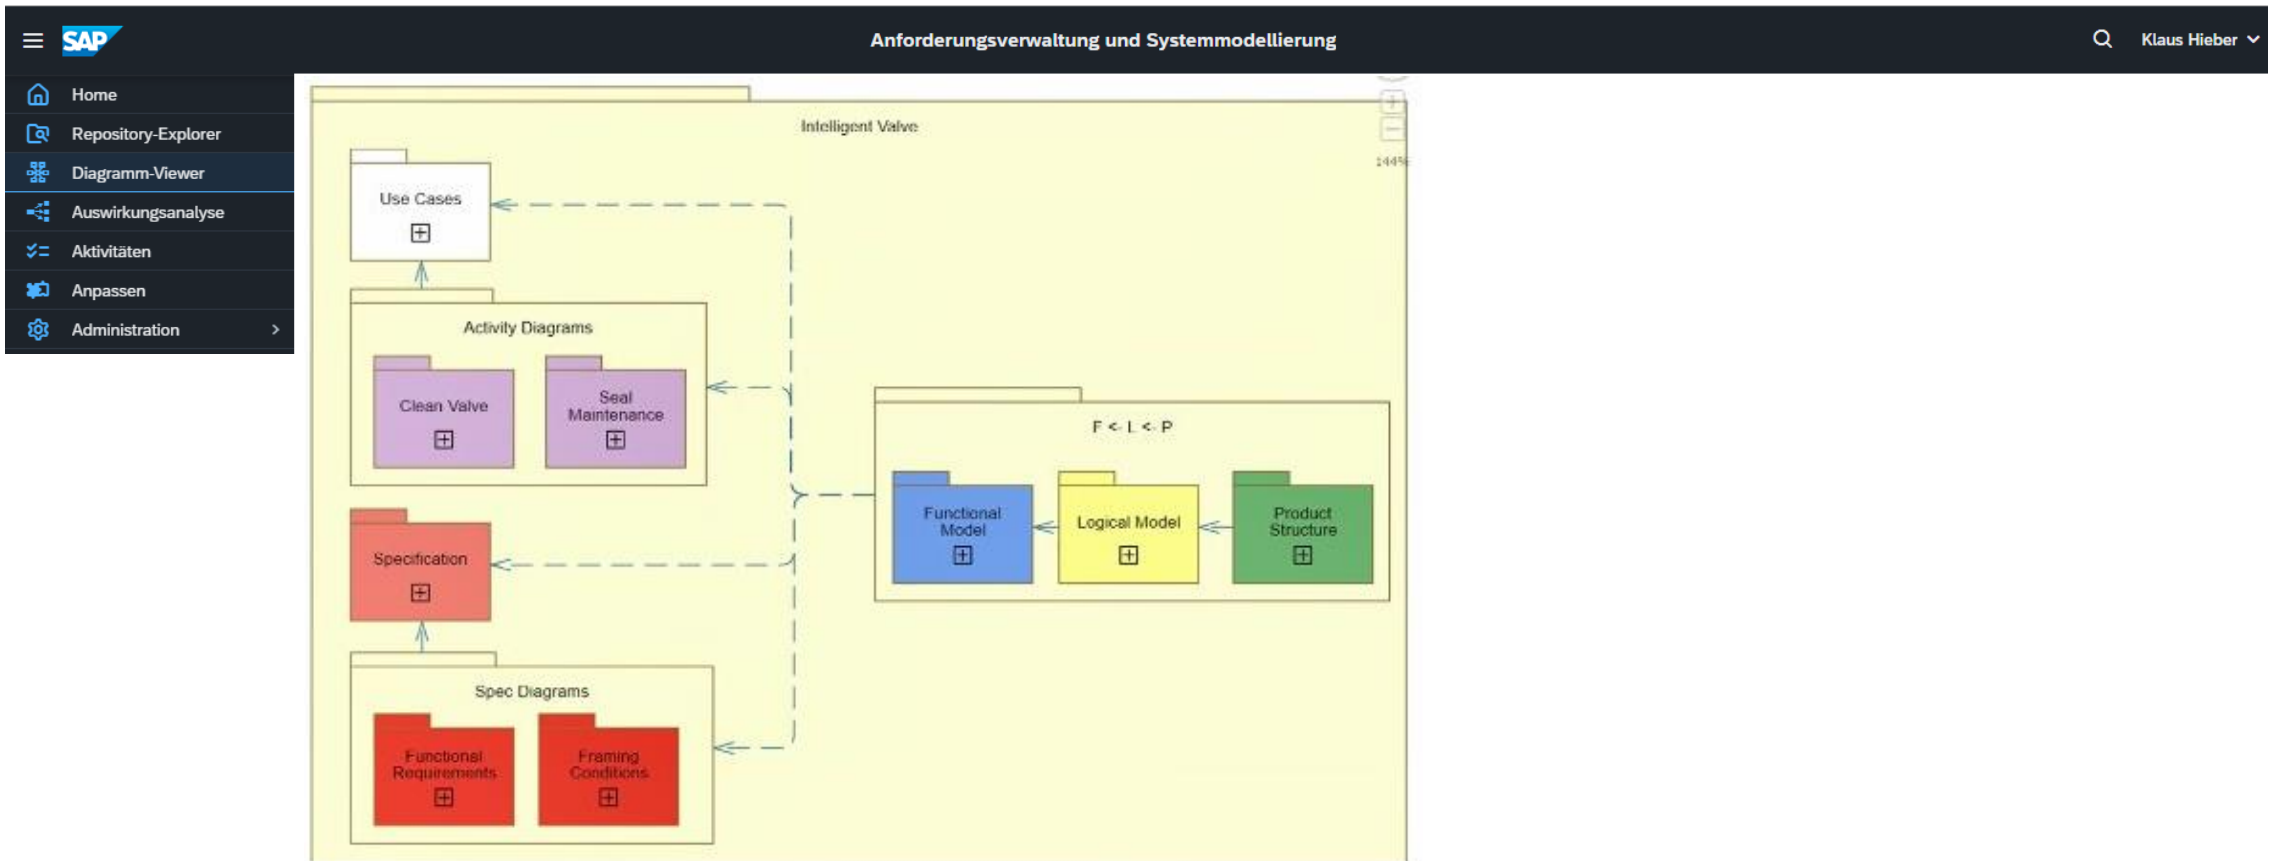 SAP
Anforderungsverwaltung und Systemmodellierung
Klaus Hieber
Home
Repository-Explorer
Diagramm-Viewer
Auswirkungsanalyse
Aktivitäten
Anpassen
Administration
Intelligent Valve
144%
Use Cases
Activity Diagrams
Clean Valve
Seal
Maintenance
F <- L <- P
Functional
Model
Logical Model
Product
Structure
Specification
Spec Diagrams
Functional
Requirements
Framing
Conditions